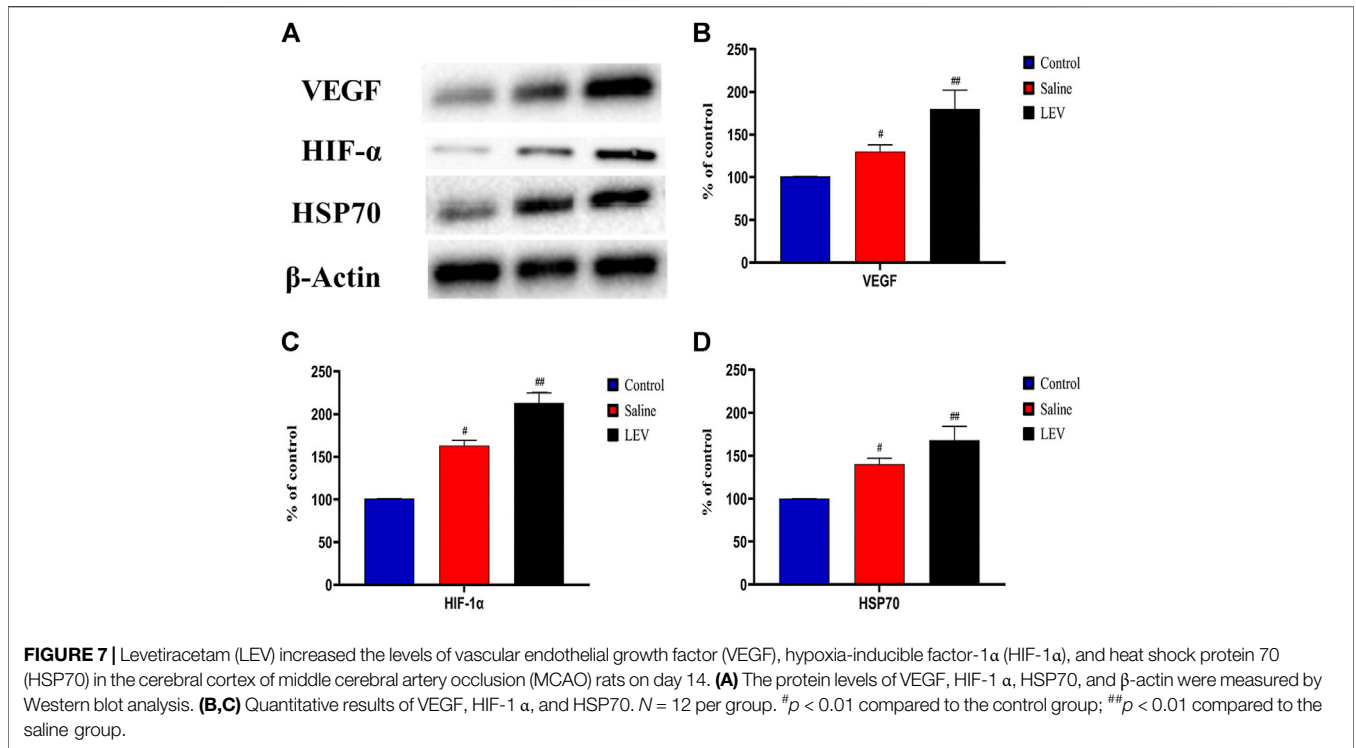 A
VEGF
HIF-α
HSP70
β-Actin
B
250
200
150
100
50
0
% of control
#
##
VEGF
Control
Saline
LEV
C
250
200
150
100
50
0
% of control
#
##
HIF-1α
Control
Saline
LEV
D
250
200
150
100
50
0
% of control
#
##
HSP70
Control
Saline
LEV
FIGURE 7 | Levetiracetam (LEV) increased the levels of vascular endothelial growth factor (VEGF), hypoxia-inducible factor-1α (HIF-1α), and heat shock protein 70
(HSP70) in the cerebral cortex of middle cerebral artery occlusion (MCAO) rats on day 14. (A) The protein levels of VEGF, HIF-1 α, HSP70, and β-actin were measured by
Western blot analysis. (B,C) Quantitative results of VEGF, HIF-1 α, and HSP70. N = 12 per group. #p < 0.01 compared to the control group; ##p < 0.01 compared to the
saline group.